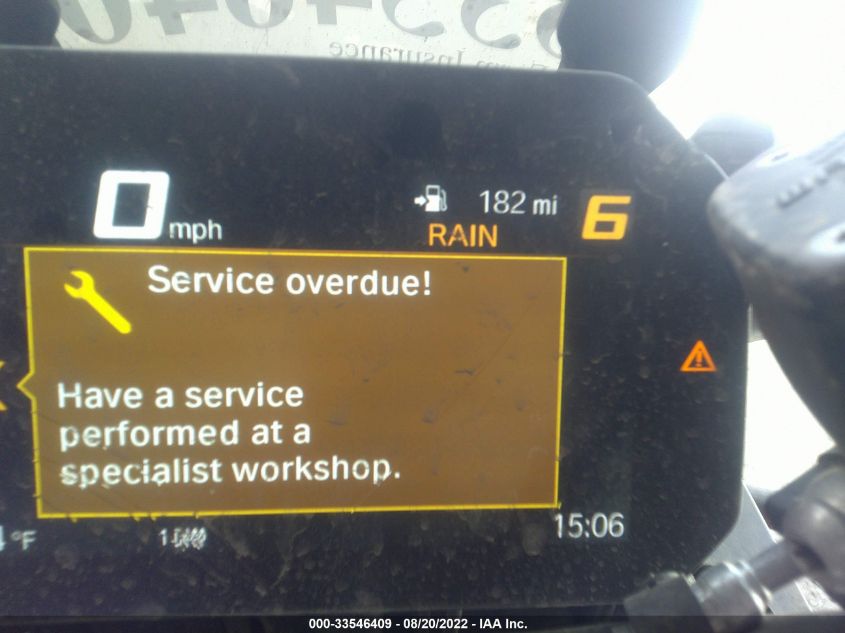 0 mph
182 mi
6
RAIN
Service overdue!
Have a service
performed at a
specialist workshop.
°F
15:06
000-33546409 - 08/20/2022 - IAA Inc.